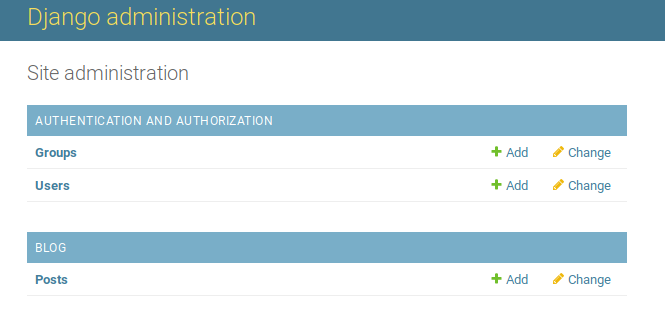 Django administration
Site administration
AUTHENTICATION AND AUTHORIZATION
Groups Add Change
Users Add Change
BLOG
Posts Add Change